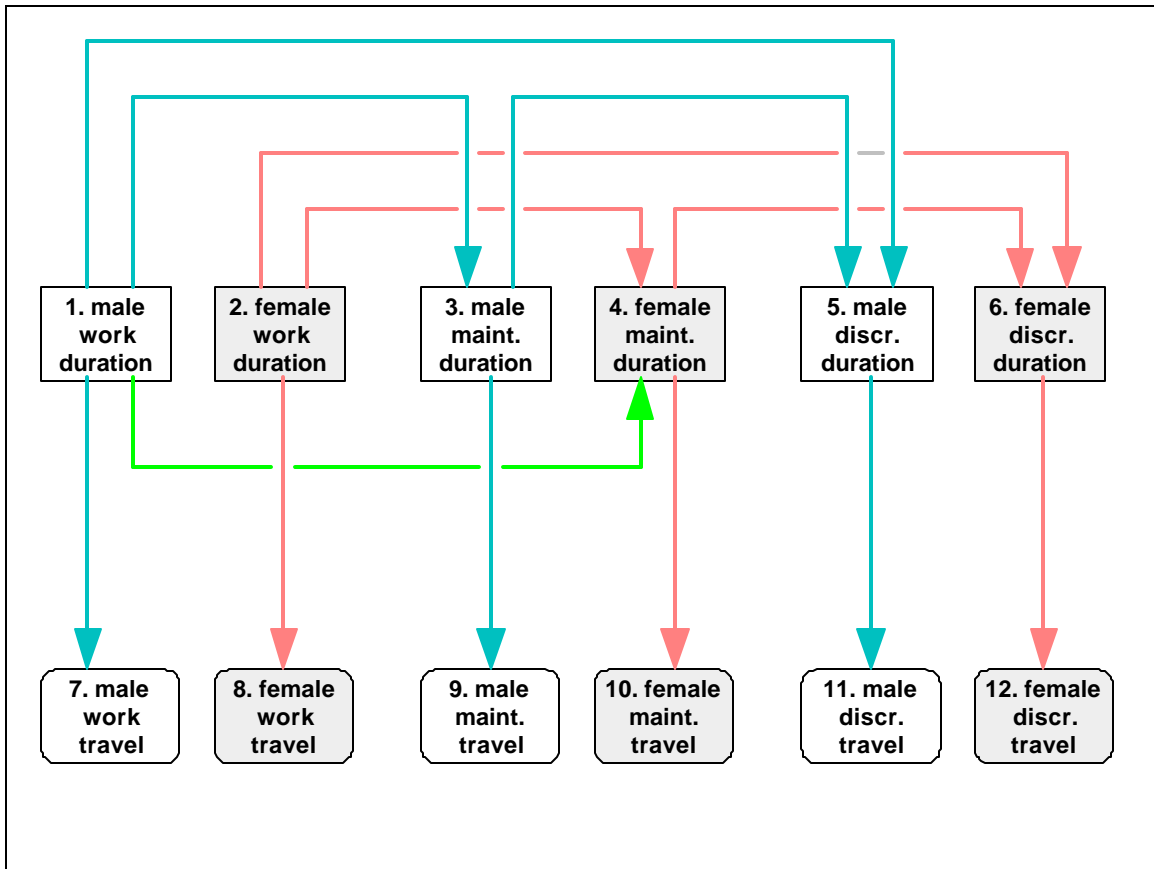 1. male
work
duration
2. female
work
duration
3. male
maint.
duration
4. female
maint.
duration
5. male
discr.
duration
6. female
discr.
duration
7. male
work
travel
8. female
work
travel
9. male
maint.
travel
10. female
maint.
travel
11. male
discr.
travel
12. female
discr.
travel